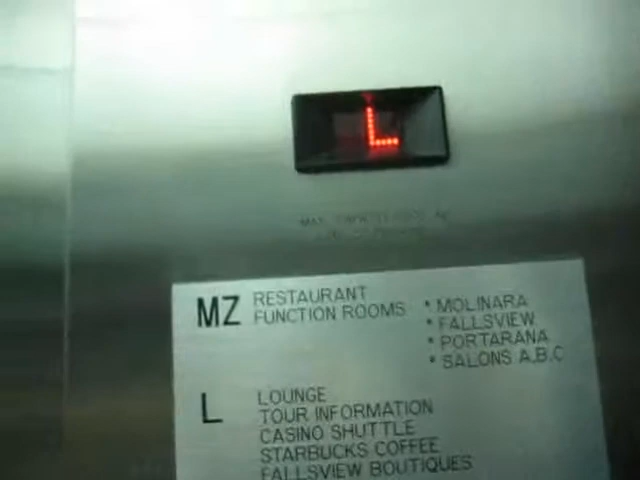 L
MZ RESTAURANT
FUNCTION ROOMS
• MOLINARA
• FALLSVIEW
• PORTARANA
• SALONS A,B,C
L LOUNGE
TOUR INFORMATION
CASINO SHUTTLE
STARBUCKS COFFEE
FALLSVIEW BOUTIQUES